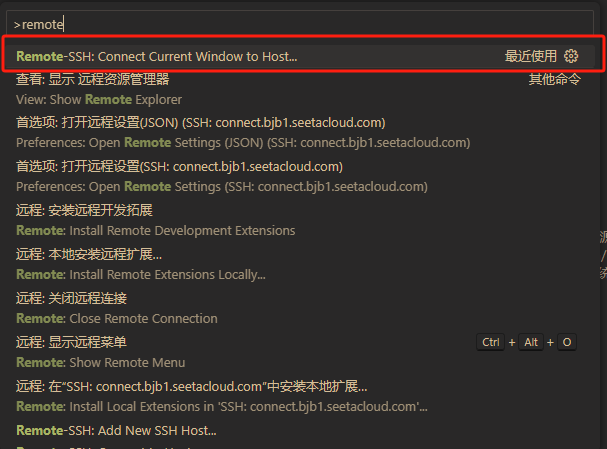 >remote
Remote-SSH: Connect Current Window to Host... 最近使用
查看: 显示 远程资源管理器 其他命令
View: Show Remote Explorer
首选项: 打开远程设置(JSON) (SSH: connect.bjb1.seetacloud.com)
Preferences: Open Remote Settings (JSON) (SSH: connect.bjb1.seetacloud.com)
首选项: 打开远程设置(SSH: connect.bjb1.seetacloud.com)
Preferences: Open Remote Settings (SSH: connect.bjb1.seetacloud.com)
远程: 安装远程开发拓展
Remote: Install Remote Development Extensions
远程: 本地安装远程扩展...
Remote: Install Remote Extensions Locally...
远程: 关闭远程连接
Remote: Close Remote Connection
远程: 显示远程菜单 Ctrl + Alt + O
Remote: Show Remote Menu
远程: 在“SSH: connect.bjb1.seetacloud.com”中安装本地扩展...
Remote: Install Local Extensions in 'SSH: connect.bjb1.seetacloud.com'...
Remote-SSH: Add New SSH Host...